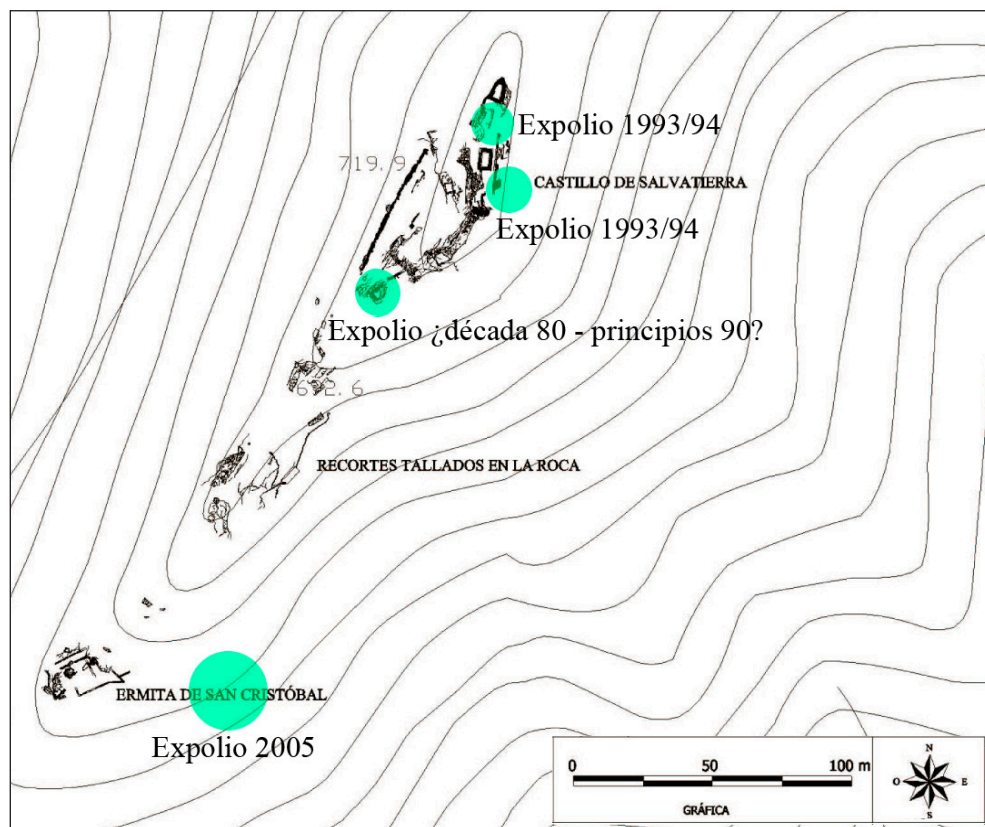 Expolio 1993/94
719.9
CASTILLO DE SALVATIERRA
Expolio 1993/94
Expolio ¿década 80 - principios 90?
692.6
RECORTES TALLADOS EN LA ROCA
ERMITA DE SAN CRISTÓBAL
Expolio 2005
0 50 100 m
GRÁFICA
N
O E
S